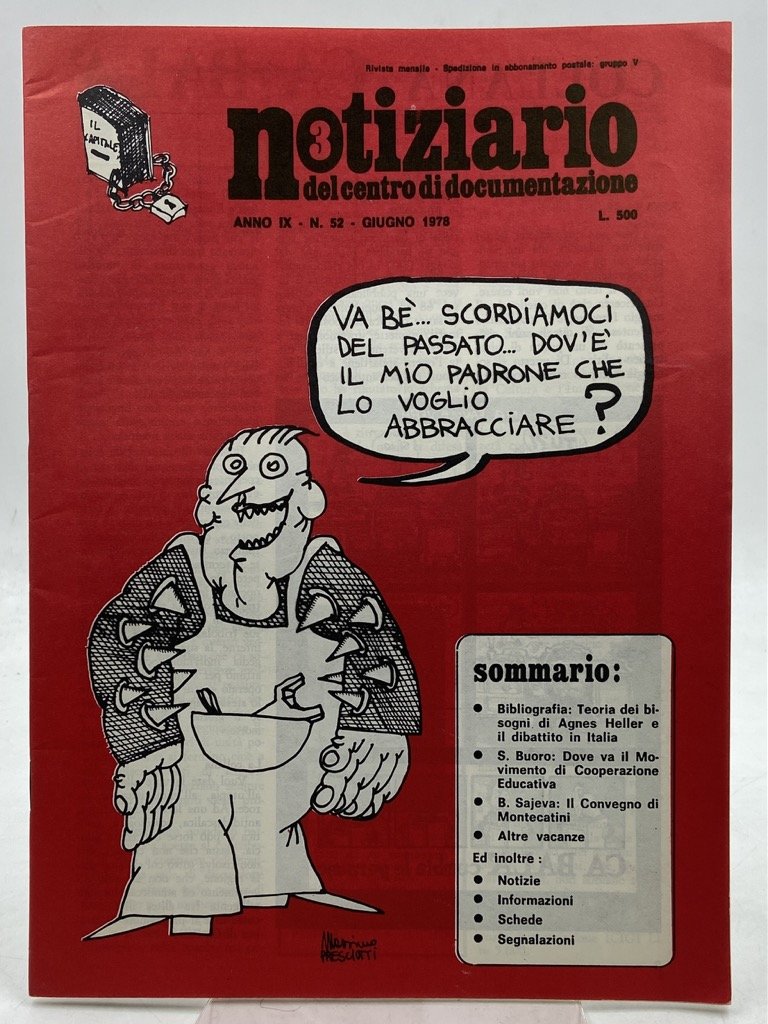 Rivista mensile - Spedizione in abbonamento postale: gruppo V
IL
KAPITALE
notiziario
3
del centro di documentazione
ANNO IX - N. 52 - GIUGNO 1978
L. 500
VA BÈ... SCORDIAMOCI
DEL PASSATO... DOV'È
IL MIO PADRONE CHE
LO VOGLIO
ABBRACCIARE ?
sommario:
● Bibliografia: Teoria dei bi-
sogni di Agnes Heller e
il dibattito in Italia
● S. Buoro: Dove va il Mo-
vimento di Cooperazione
Educativa
● B. Sajeva: Il Convegno di
Montecatini
● Altre vacanze
Ed inoltre :
● Notizie
● Informazioni
● Schede
● Segnalazioni
Massimo
PRESCIUTTI